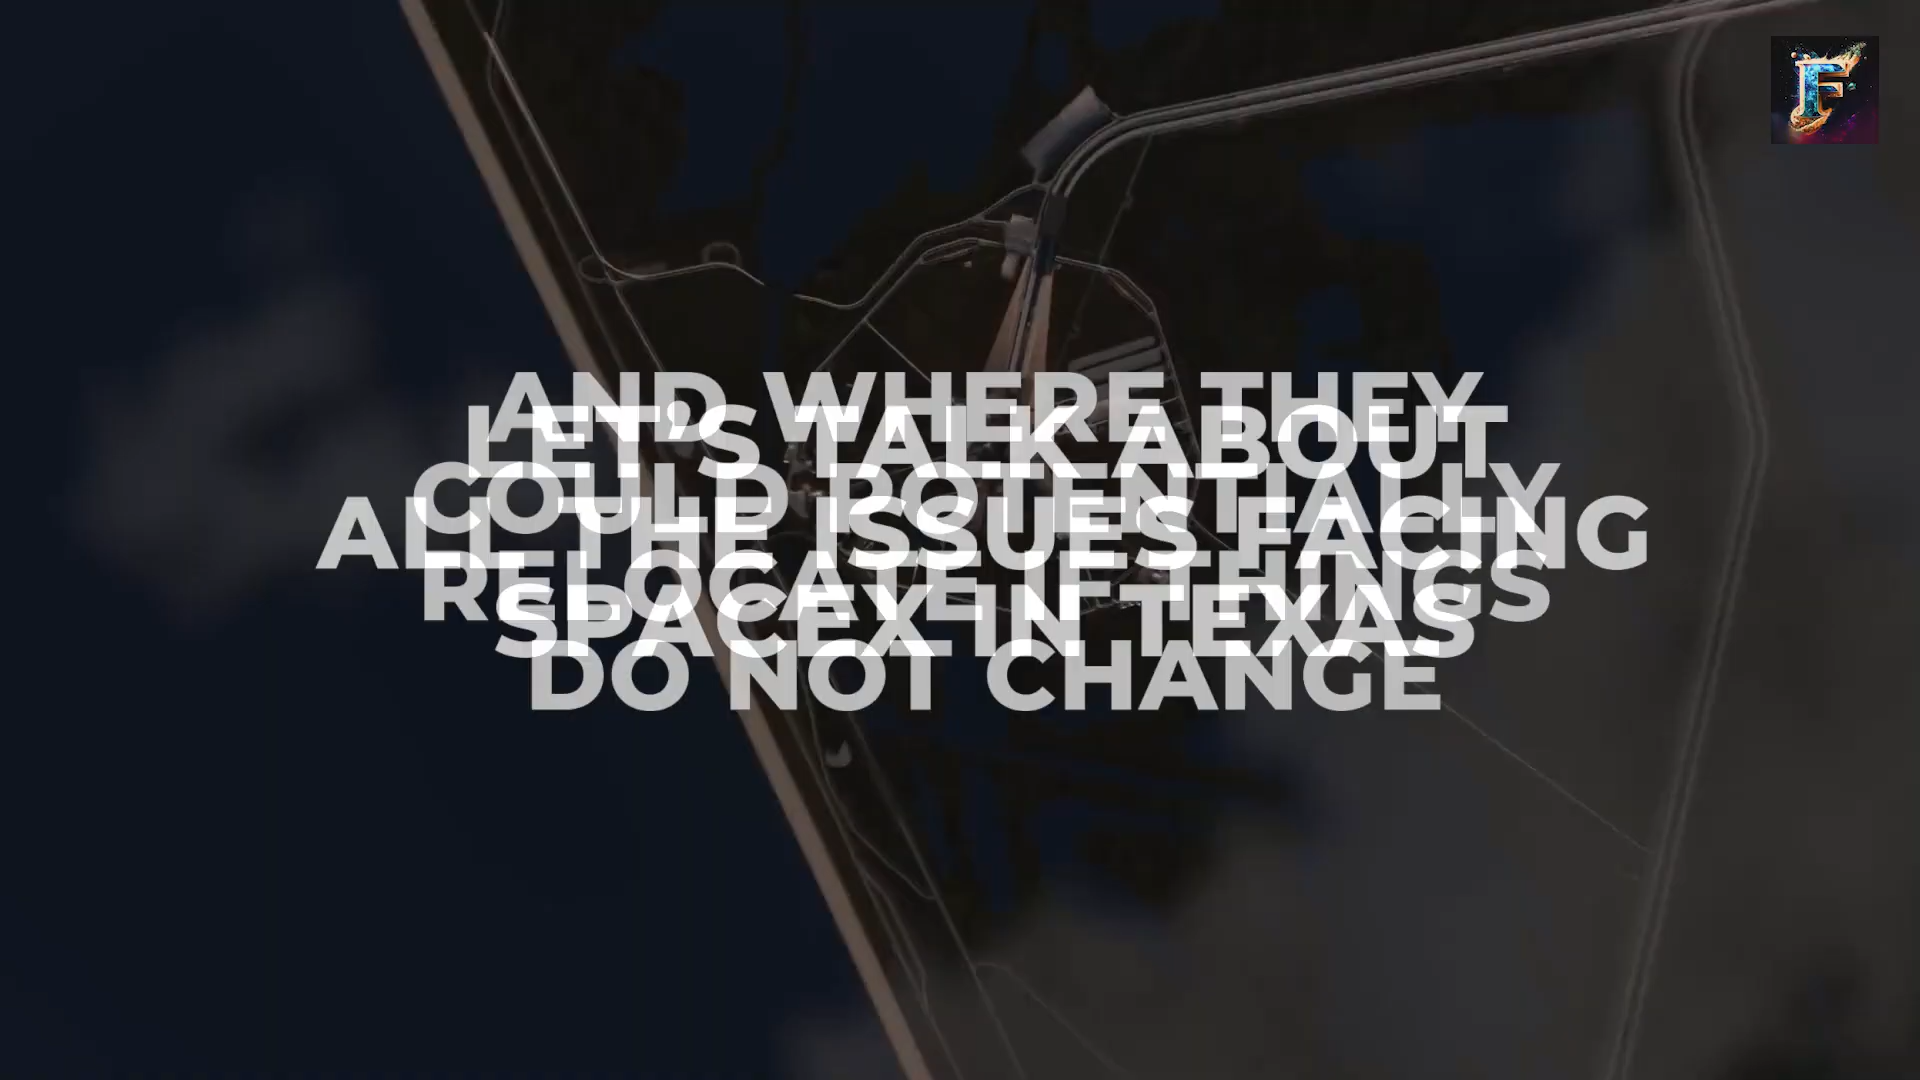 LET'S TALK ABOUT
ALL THE ISSUES FACING
SPACEX IN TEXAS
AND WHERE THEY
COULD POTENTIALLY
RELOCATE IF THINGS
DO NOT CHANGE
F